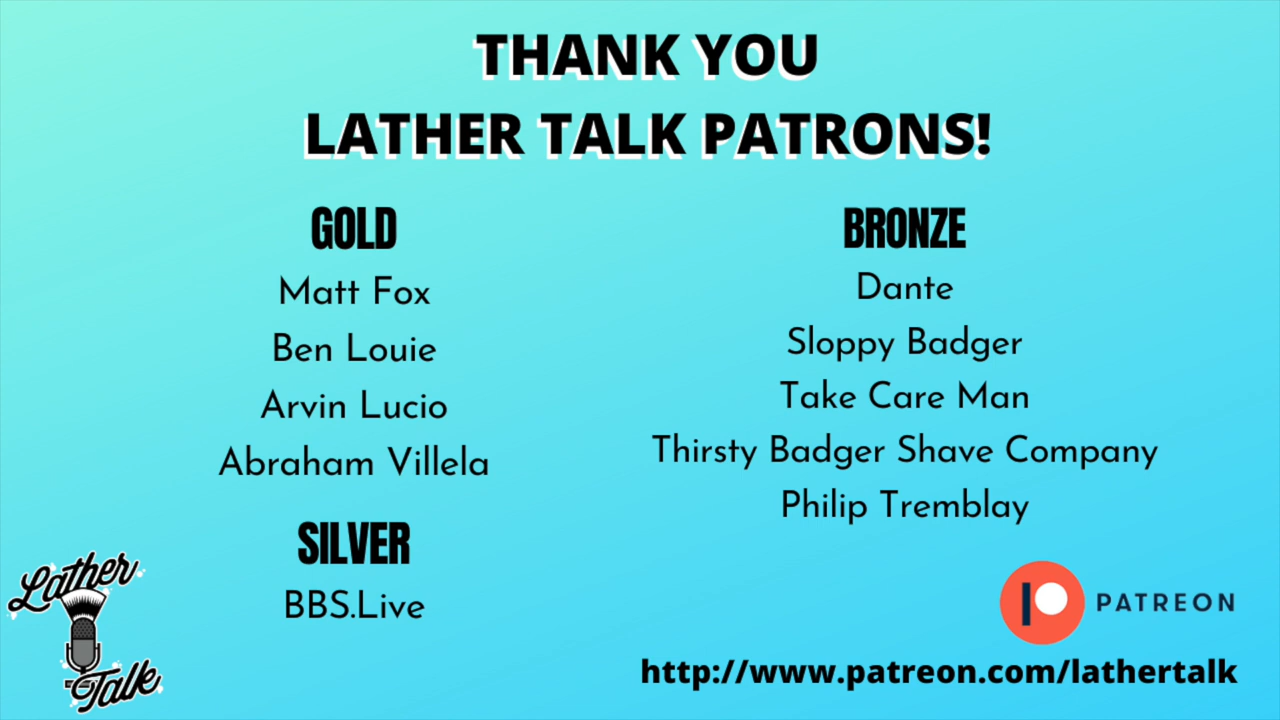 THANK YOU
LATHER TALK PATRONS!
GOLD
Matt Fox
Ben Louie
Arvin Lucio
Abraham Villela
SILVER
BBS.Live
BRONZE
Dante
Sloppy Badger
Take Care Man
Thirsty Badger Shave Company
Philip Tremblay
Lather
Talk
PATREON
http://www.patreon.com/lathertalk